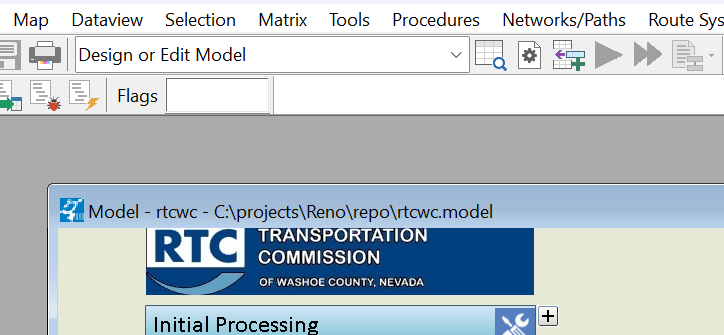 Map Dataview Selection Matrix Tools Procedures Networks/Paths Route Sys
Design or Edit Model
Flags
Model - rtcwc - C:\projects\Reno\repo\rtcwc.model
RTC
TRANSPORTATION
COMMISSION
OF WASHOE COUNTY, NEVADA
Initial Processing